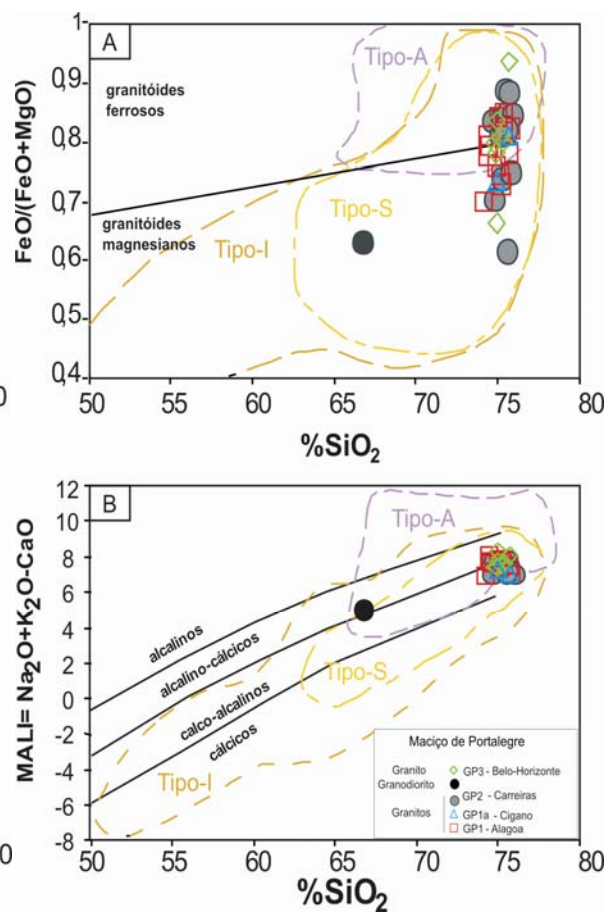 A
1
0,9
0,8
0,7
0,6
0,5
0,4
FeO/(FeO+MgO)
Tipo-A
granitóides
ferrosos
granitóides
magnesianos
Tipo-S
Tipo-I
50
55
60
65
70
75
80
0
%SiO2
B
12
10
8
6
4
2
0
-2
-4
-6
-8
MALI= Na2O+K2O-CaO
Tipo-A
alcalinos
alcalino-cálcicos
calco-alcalinos
cálcicos
Tipo-S
Tipo-I
Maciço de Portalegre
Granito GP3 - Belo-Horizonte
Granodiorito
Granitos
GP2 - Carreiras
GP1a - Cigano
GP1 - Alagoa
0
50
55
60
65
70
75
80
%SiO2